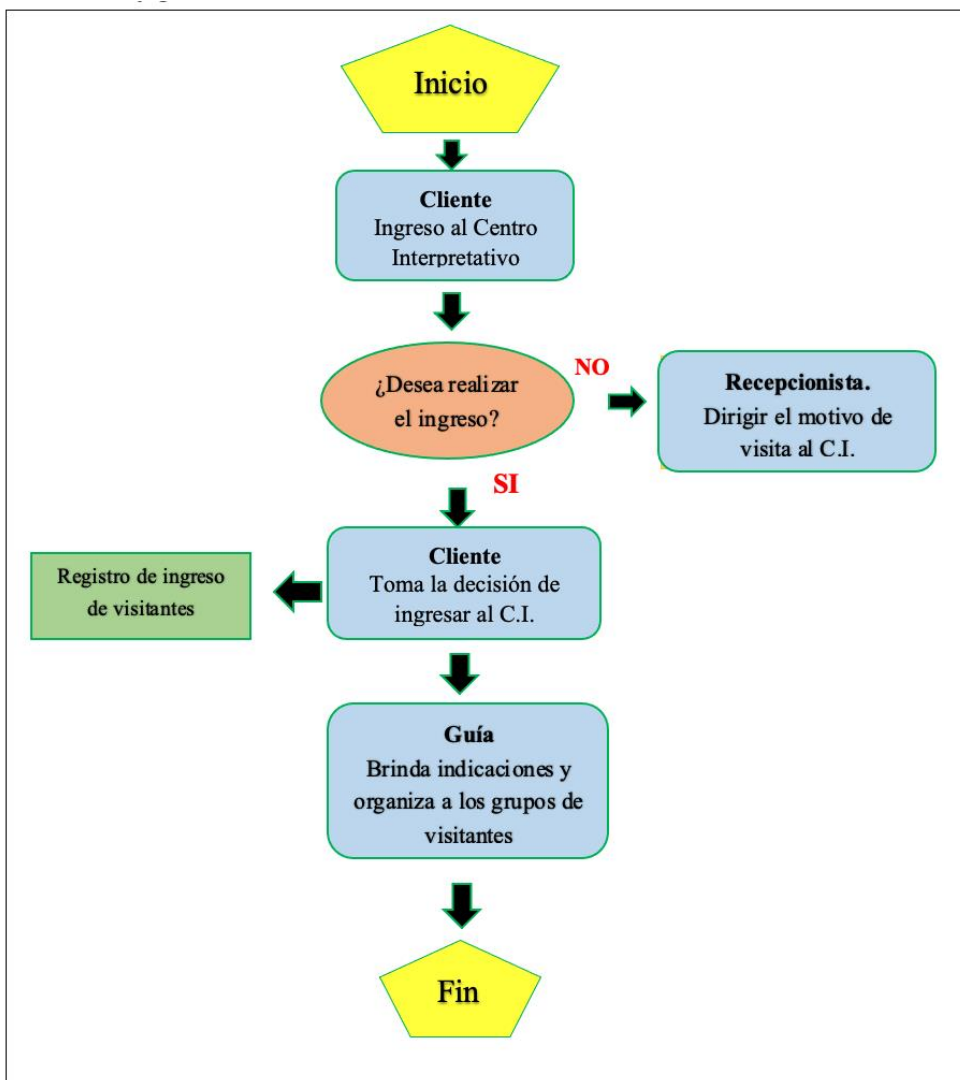 Inicio
Cliente
Ingreso al Centro
Interpretativo
¿Desea realizar
el ingreso?
NO
Recepcionista.
Dirigir el motivo de
visita al C.I.
SI
Cliente
Toma la decisión de
ingresar al C.I.
Registro de ingreso
de visitantes
Guía
Brinda indicaciones y
organiza a los grupos de
visitantes
Fin